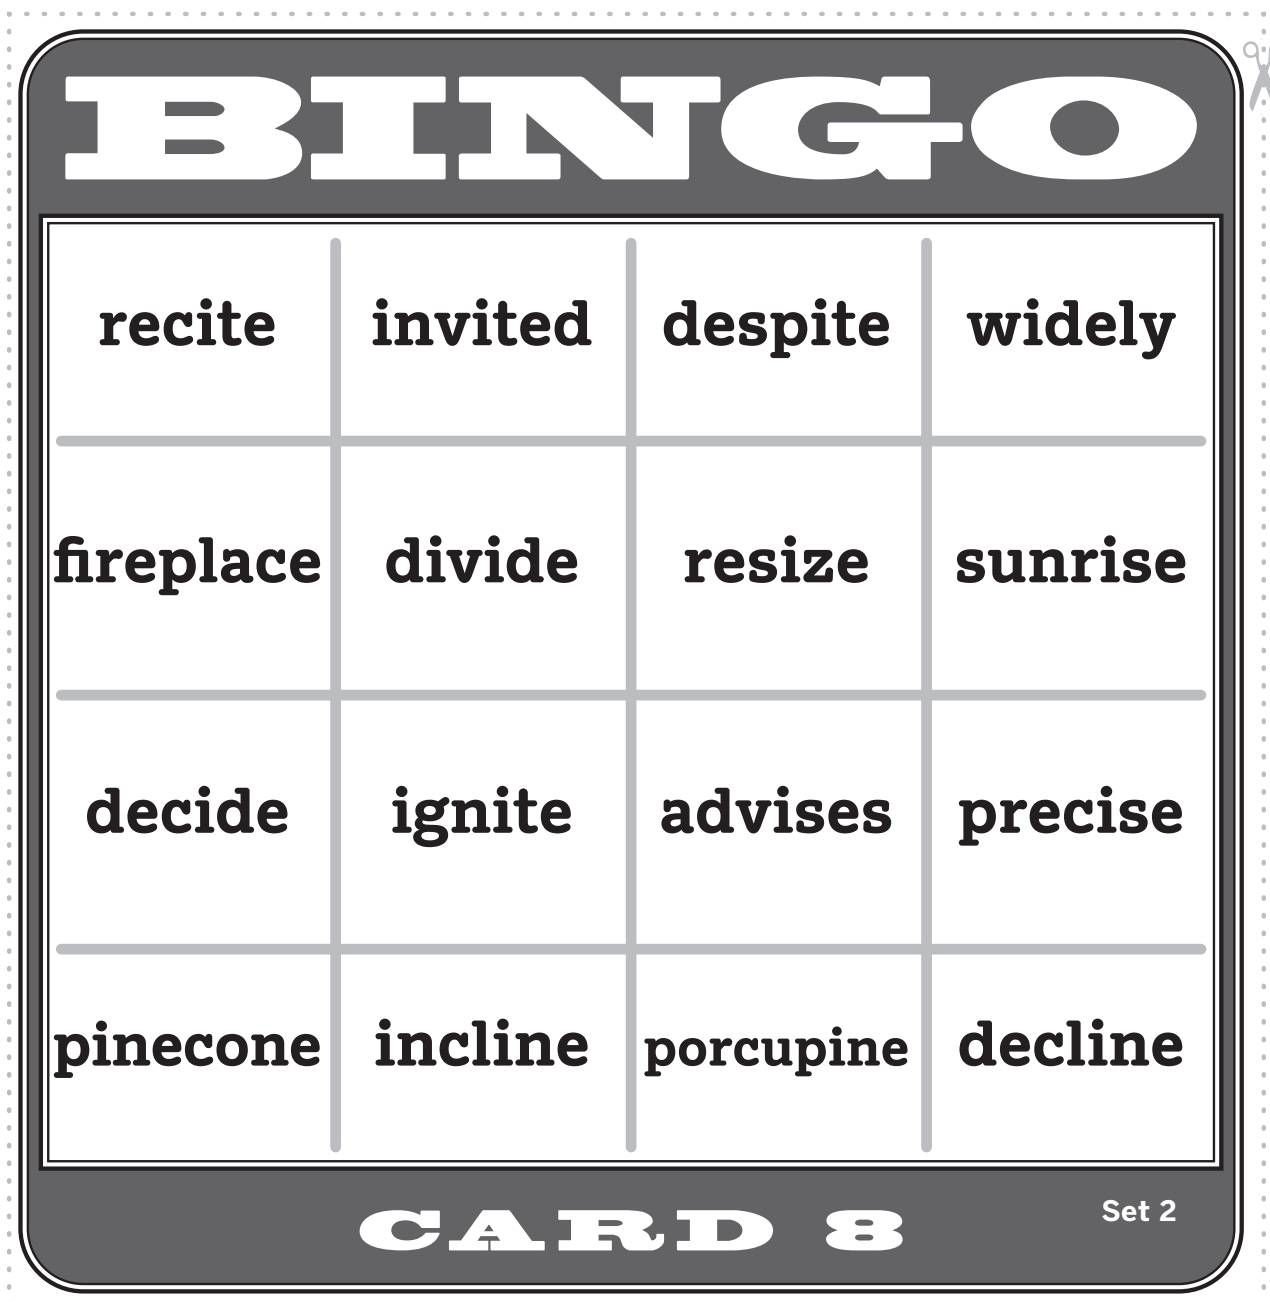 BINGO
recite invited despite widely
fireplace divide resize sunrise
decide ignite advises precise
pinecone incline porcupine decline
CARD 8
Set 2